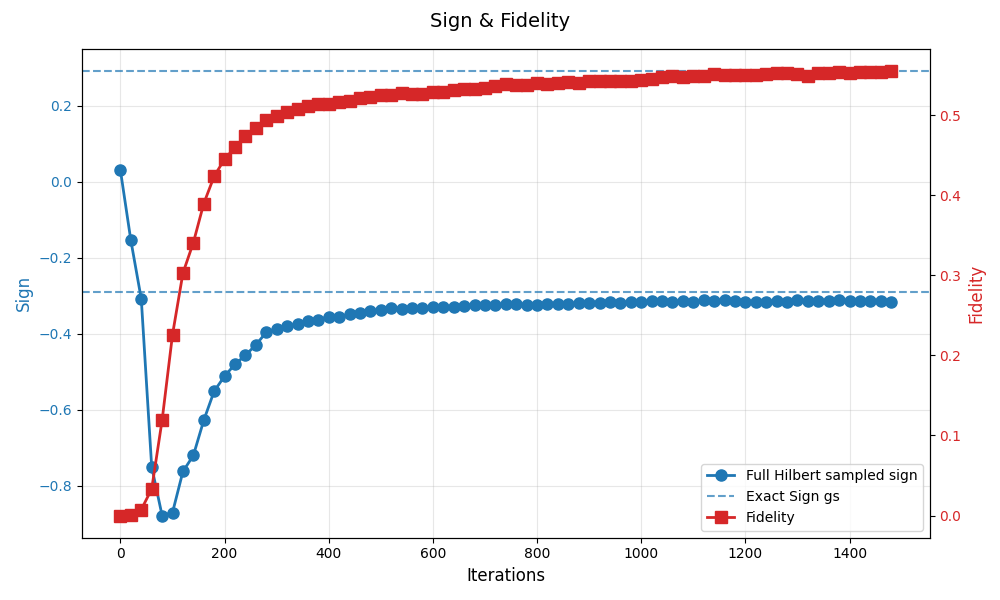 Sign & Fidelity
0.2
0.0
−0.2
−0.4
−0.6
−0.8
Sign
0.5
0.4
0.3
0.2
0.1
0.0
Fidelity
Full Hilbert sampled sign
Exact Sign gs
Fidelity
0 200 400 600 800 1000 1200 1400
Iterations